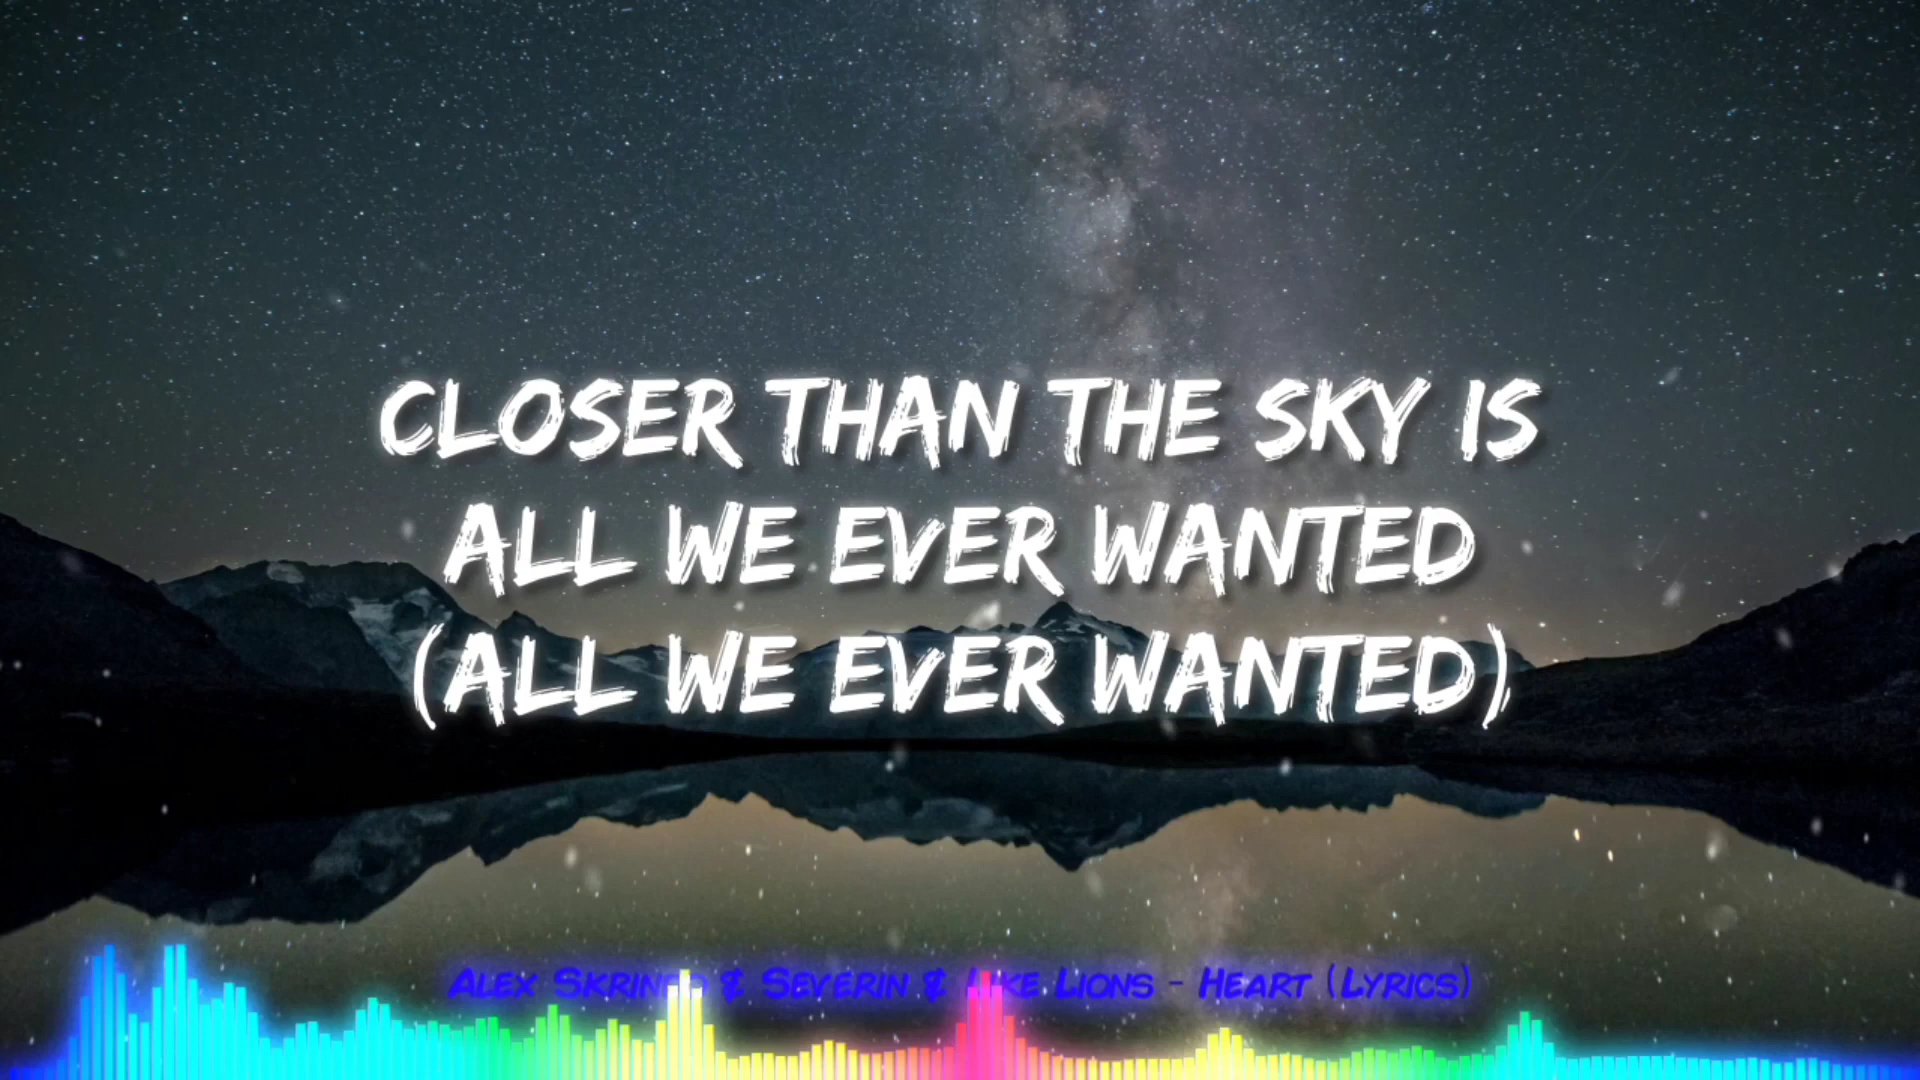 CLOSER THAN THE SKY IS
ALL WE EVER WANTED
(ALL WE EVER WANTED)
ALEX & SEVERIN & LIKE LIONS - HEART (LYRICS)